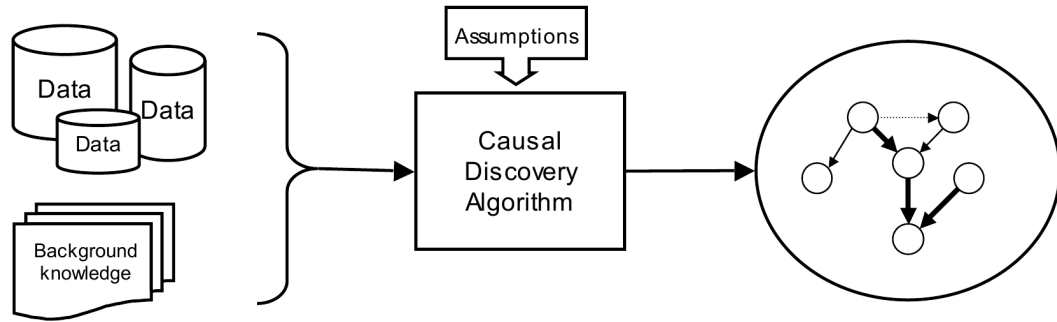 Data
Data
Data
Background
knowledge
Assumptions
Causal
Discovery
Algorithm